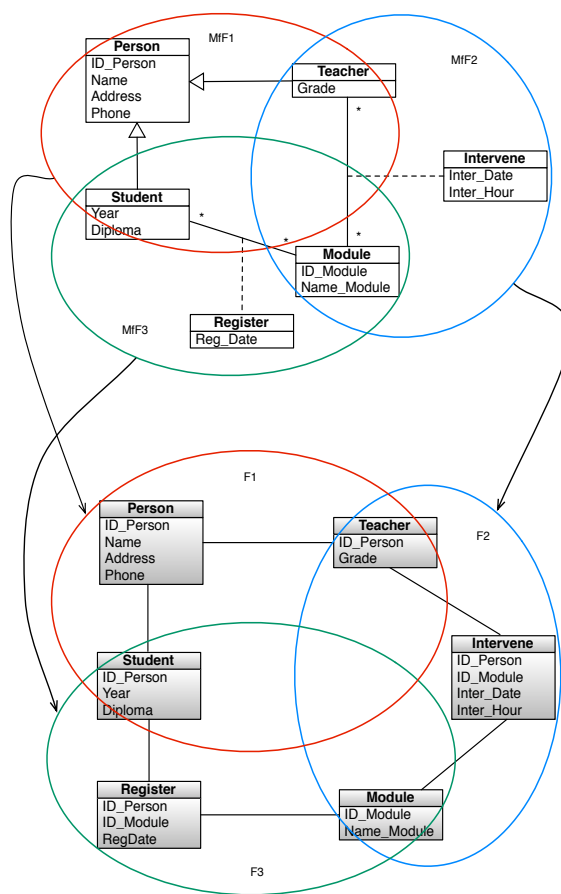 MfF1
Person
ID_Person
Name
Address
Phone
Teacher
Grade
MfF2
*
Intervene
Inter_Date
Inter_Hour
Student
Year
Diploma
*
*
*
Module
ID_Module
Name_Module
MfF3
Register
Reg_Date
F1
Person
ID_Person
Name
Address
Phone
Teacher
ID_Person
Grade
F2
Intervene
ID_Person
ID_Module
Inter_Date
Inter_Hour
Student
ID_Person
Year
Diploma
Register
ID_Person
ID_Module
RegDate
Module
ID_Module
Name_Module
F3